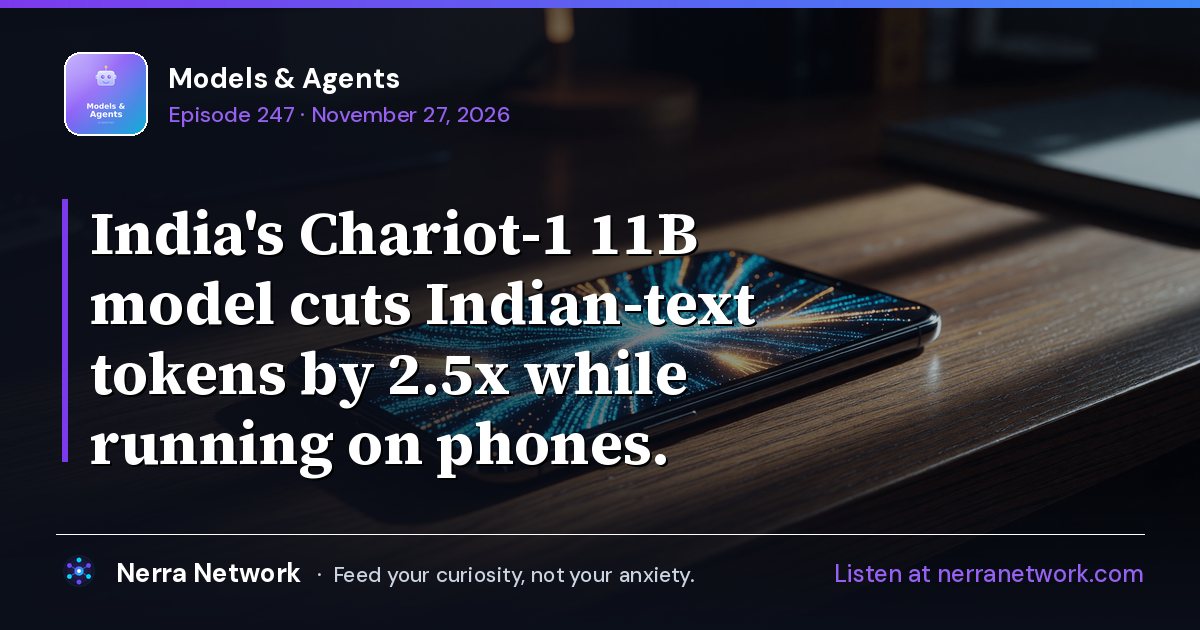 Models & Agents
Models & Agents
Episode 247 · November 27, 2026
India's Chariot-1 11B
model cuts Indian-text
tokens by 2.5x while
running on phones.
Nerra Network · Feed your curiosity, not your anxiety.
Listen at nerranetwork.com